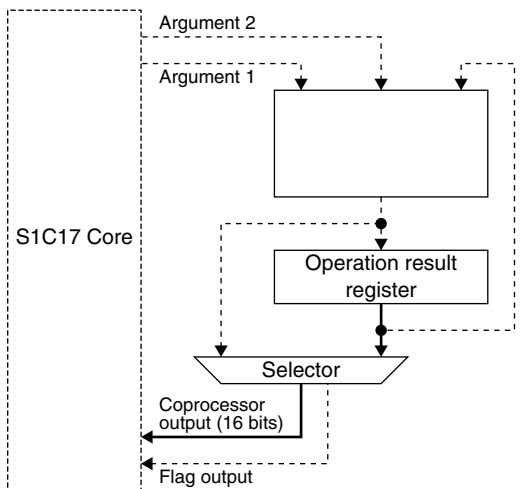 Argument 2
Argument 1
S1C17 Core
Operation result
register
Selector
Coprocessor
output (16 bits)
Flag output